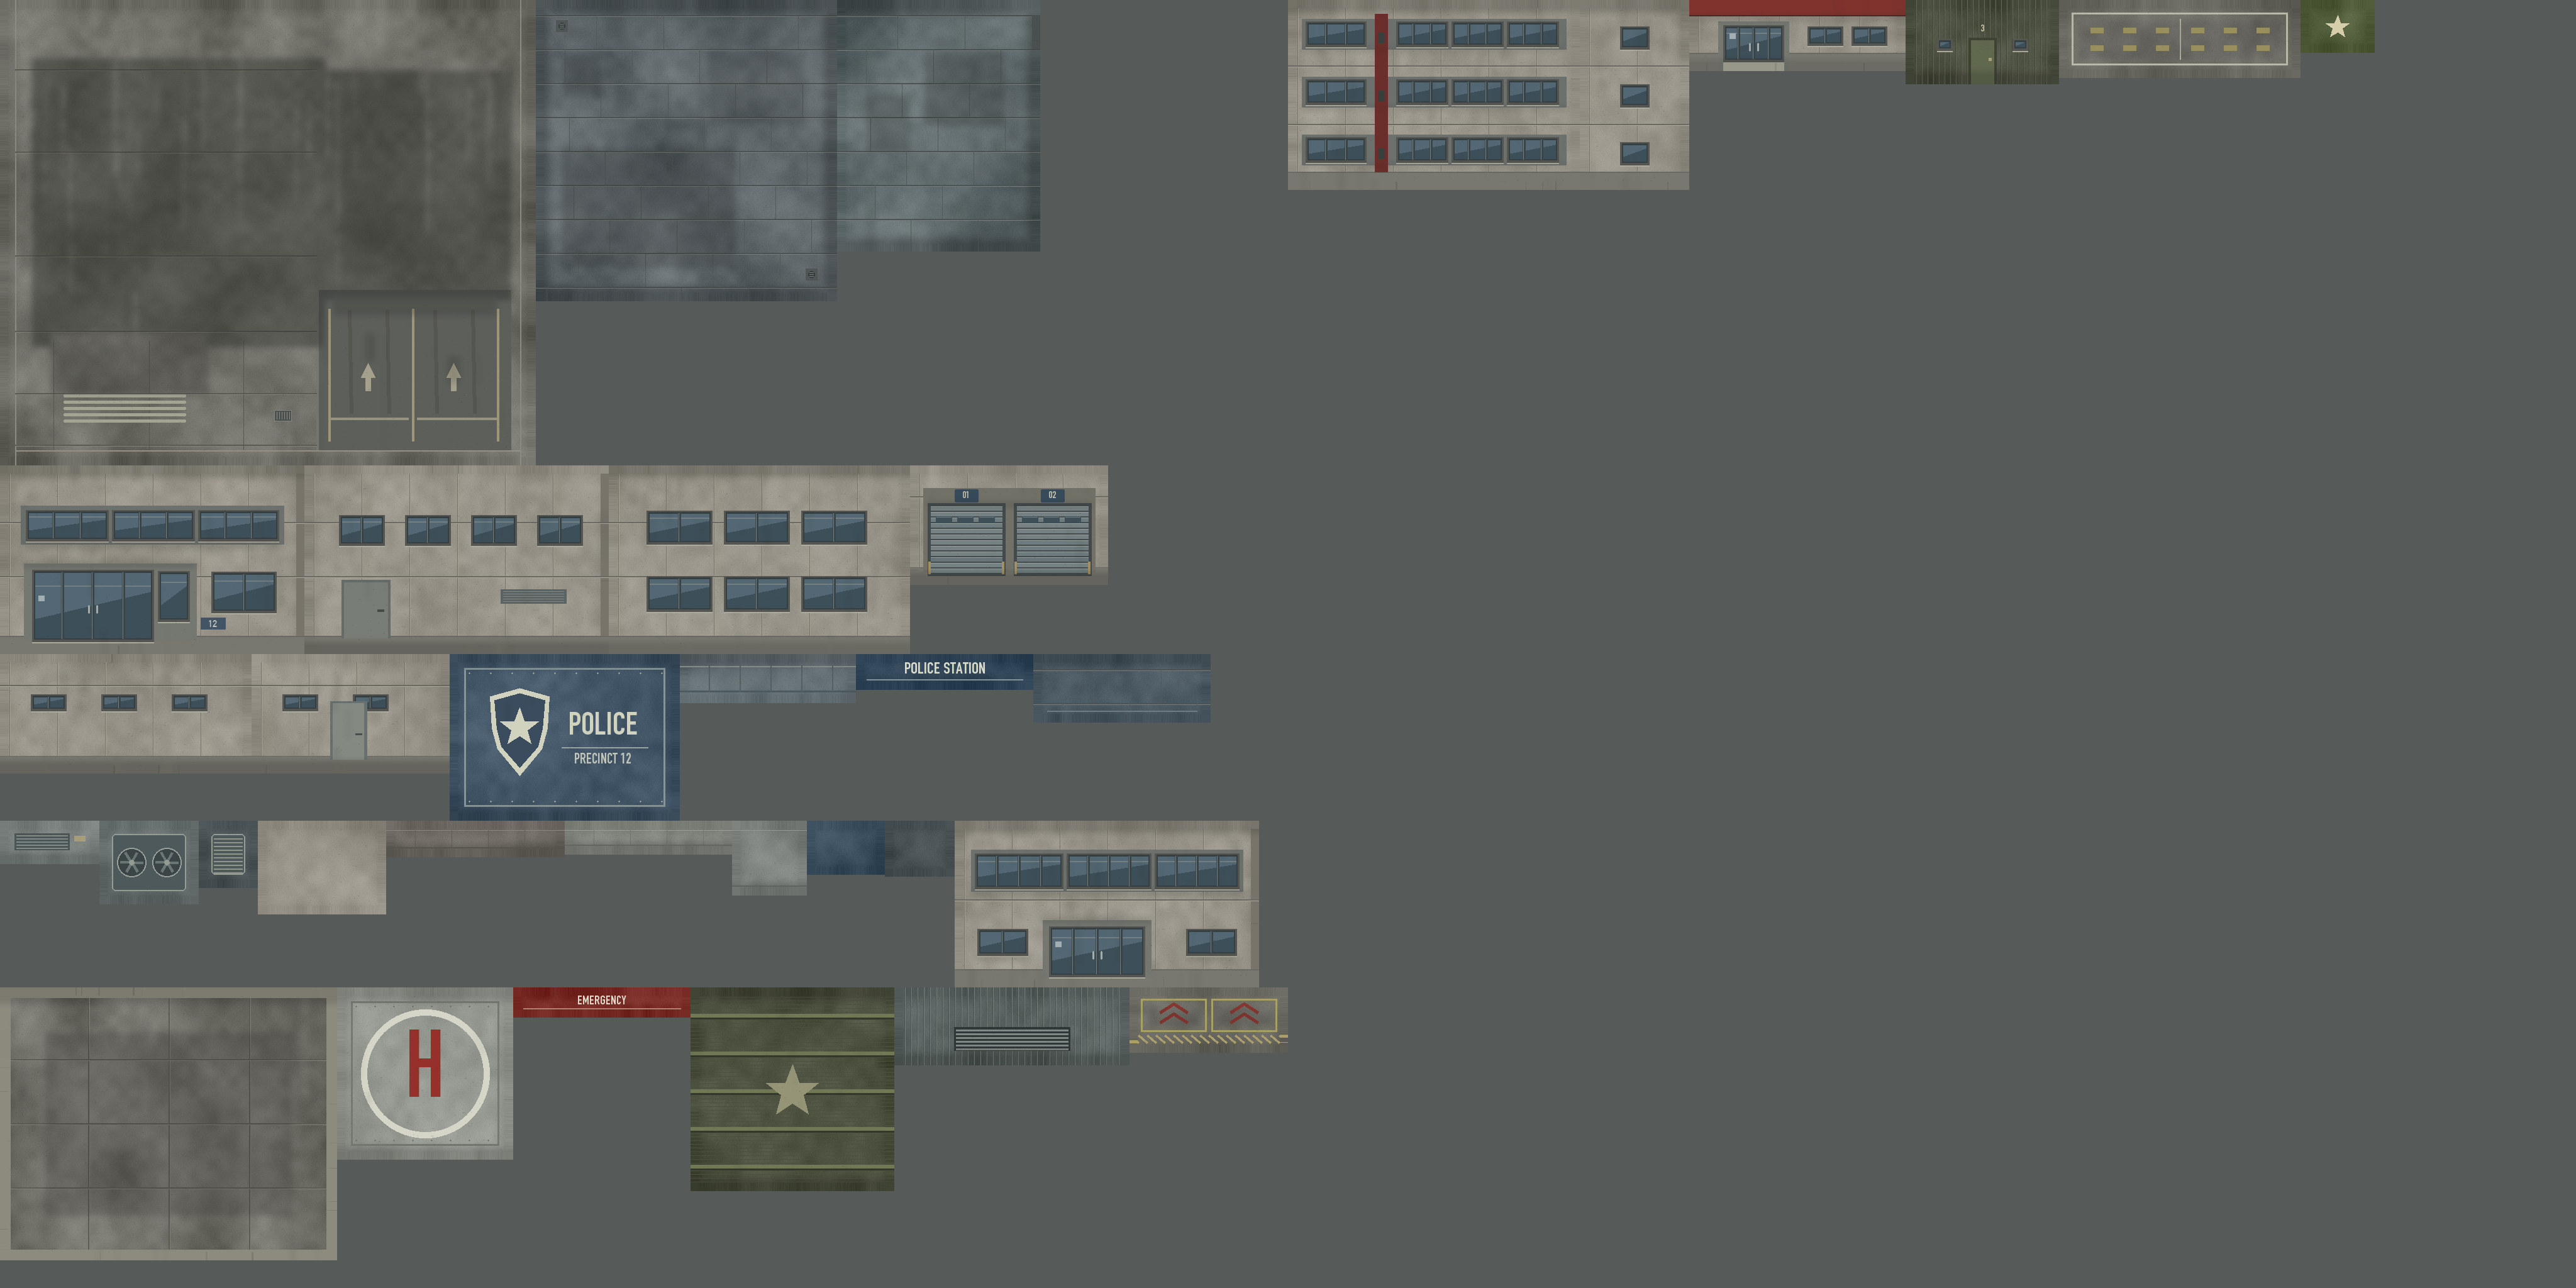 3
01
02
12
POLICE STATION
POLICE
PRECINCT 12
EMERGENCY
H